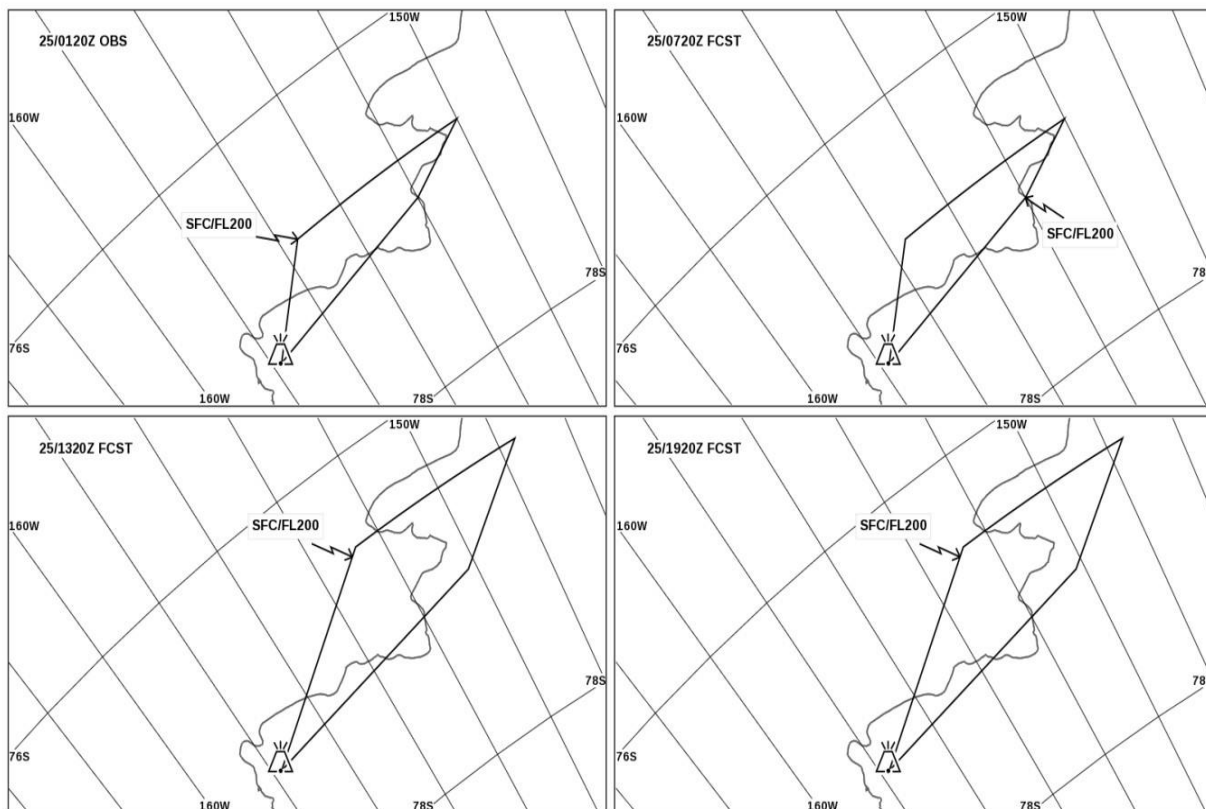 150W
25/0120Z OBS
160W
SFC/FL200
78S
76S
160W
78S
150W
25/0720Z FCST
160W
SFC/FL200
78
76S
160W
78S
150W
25/1320Z FCST
160W
SFC/FL200
78S
76S
160W
78S
150W
25/1920Z FCST
160W
SFC/FL200
78
76S
160W
78S